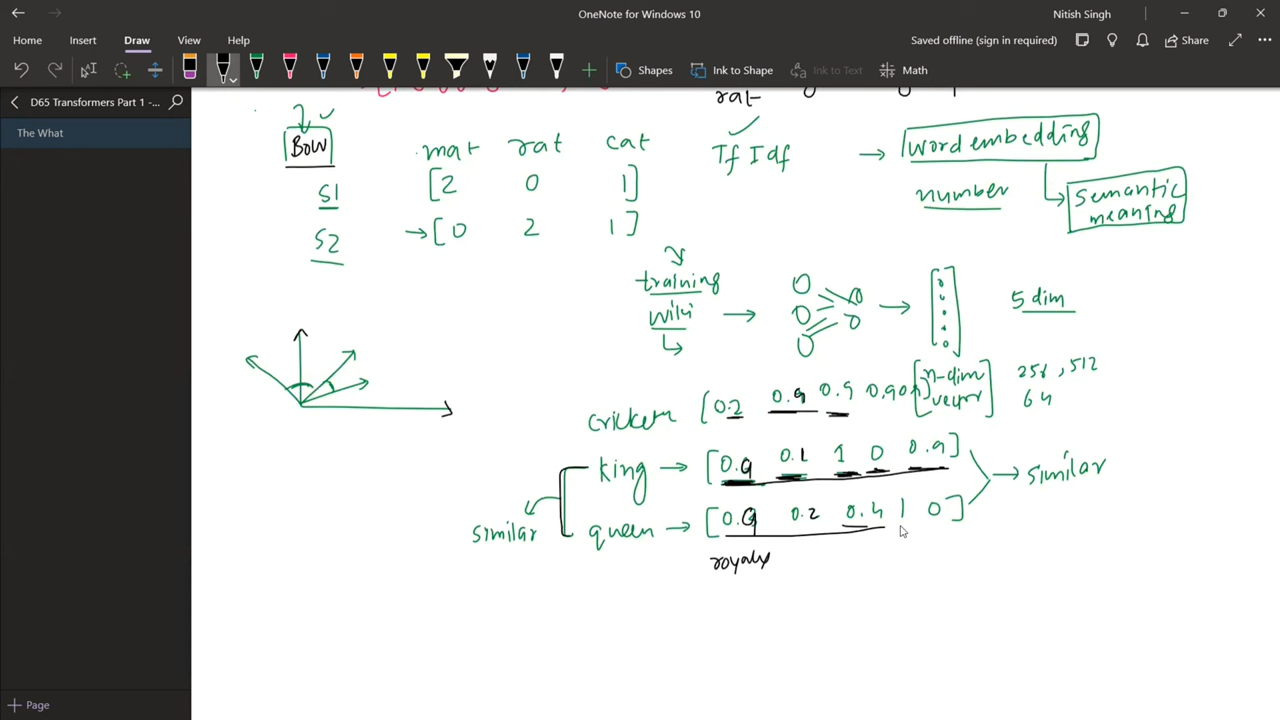 OneNote for Windows 10
Nitish Singh
Home Insert Draw View Help
Saved offline (sign in required)
Share
Shapes
Ink to Shape
Ink to Text
Math
D65 Transformers Part 1 -...
The What
rat
BOW
mat rat cat
Tf Idf → word embedding
S1 [2 0 1]
number
semantic meaning
S2 → [0 2 1]
training
wiki →
→
5 dim
n-dim vector
256, 512
64
cricket [0.2 0.9 0.9
king → [0.9 0.1 1 0 0.9]
→ similar
similar
queen → [0.9 0.2 0.4 1 0]
royalty
Page